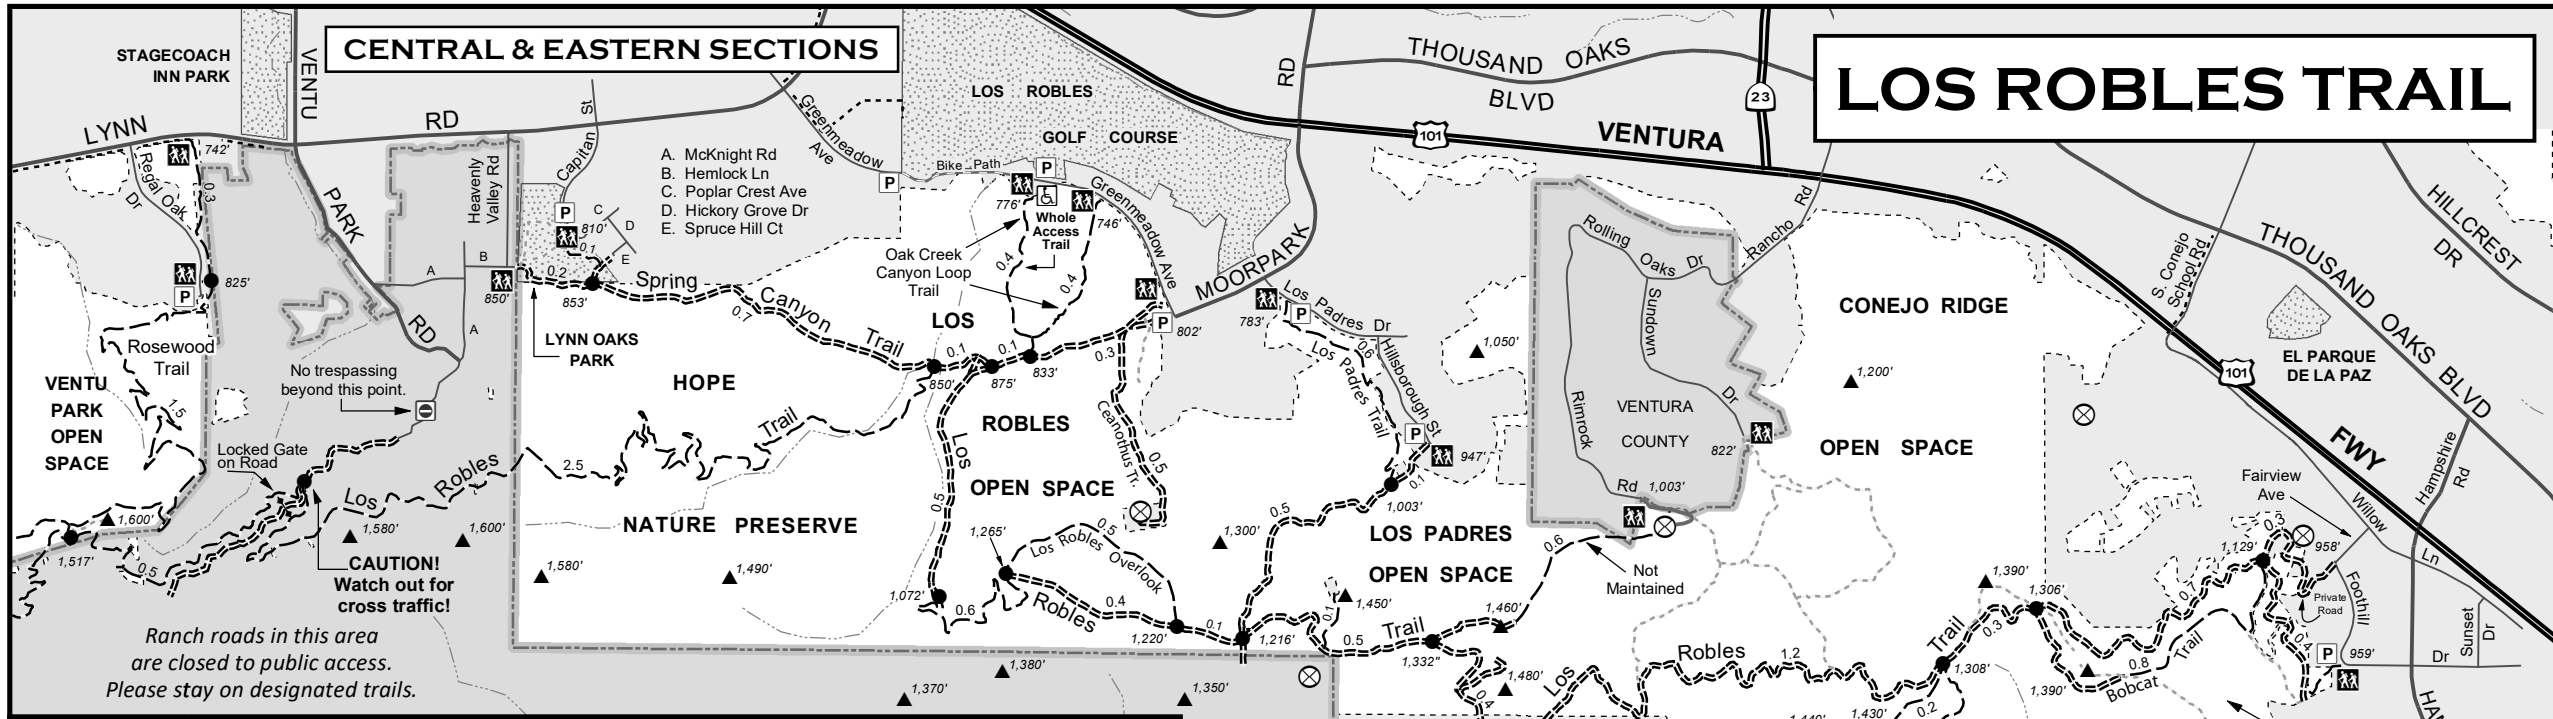 CENTRAL & EASTERN SECTIONS
LOS ROBLES TRAIL
STAGECOACH
INN PARK
VENTU
PARK
RD
LYNN
RD
742'
Regal Oak
Dr
0.3
825'
Rosewood
Trail
VENTU
PARK
OPEN
SPACE
1.5
Locked Gate
on Road
1,600'
1,517'
0.5
No trespassing
beyond this point.
CAUTION!
Watch out for
cross traffic!
Ranch roads in this area
are closed to public access.
Please stay on designated trails.
Heavenly
Valley Rd
A
B
A
850'
0.2
853'
LYNN OAKS
PARK
Capitan
St
P
810'
0.1
C
D
E
A. McKnight Rd
B. Hemlock Ln
C. Poplar Crest Ave
D. Hickory Grove Dr
E. Spruce Hill Ct
Spring
Canyon
Trail
0.7
Greenmeadow
Ave
P
LOS ROBLES
GOLF COURSE
Bike Path
P
776'
Whole
Access
Trail
746'
Oak Creek
Canyon Loop
Trail
0.4
0.4
Greenmeadow Ave
MOORPARK
RD
P
802'
LOS
ROBLES
OPEN SPACE
0.1
0.1
0.3
850'
875'
833'
HOPE
NATURE PRESERVE
Los
Robles
2.5
Trail
1,580'
1,600'
1,580'
1,490'
Los
0.5
1,072'
0.6
1,265'
Los Robles
Overlook
0.5
Robles
0.4
1,220'
0.1
1,216'
Ceanothus Tr.
0.5
1,380'
1,370'
1,350'
783'
P
Los Padres Dr
0.6
Los
Padres
Trail
Hillsborough St
P
947'
0.1
1,003'
0.5
1,300'
LOS PADRES
OPEN SPACE
1,450'
0.1
0.5
Trail
1,332"
1,460'
1,480'
0.4
0.6
Not
Maintained
1,050'
Rolling
Oaks
Dr
Sundown
Dr
Rimrock
Rd
1,003'
VENTURA
COUNTY
822'
Rancho
Rd
THOUSAND OAKS
BLVD
101
VENTURA
23
CONEJO RIDGE
OPEN SPACE
1,200'
Los
Robles
1.2
Trail
1,308'
0.2
1,430'
1,440'
0.3
1,390'
1,306'
1,390'
Bobcat
Trail
0.8
0.7
1,129'
0.3
958'
Private
Road
0.4
P
959'
Fairview
Ave
Willow
Ln
Foothill
Dr
Sunset
Dr
Hampshire
Rd
S. Conejo
School Rd
101
FWY
THOUSAND OAKS BLVD
HILLCREST
DR
EL PARQUE
DE LA PAZ
P